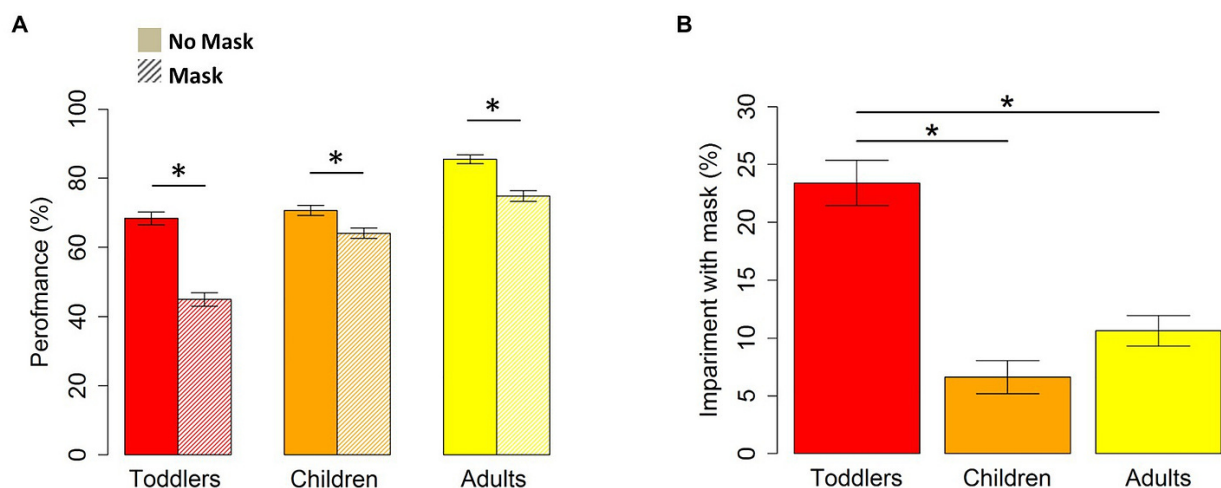 A
No Mask
Mask
Perofmance (%)
0
20
40
60
80
100
*
*
*
Toddlers
Children
Adults
B
Impariment with mask (%)
0
5
10
15
20
25
30
*
*
Toddlers
Children
Adults